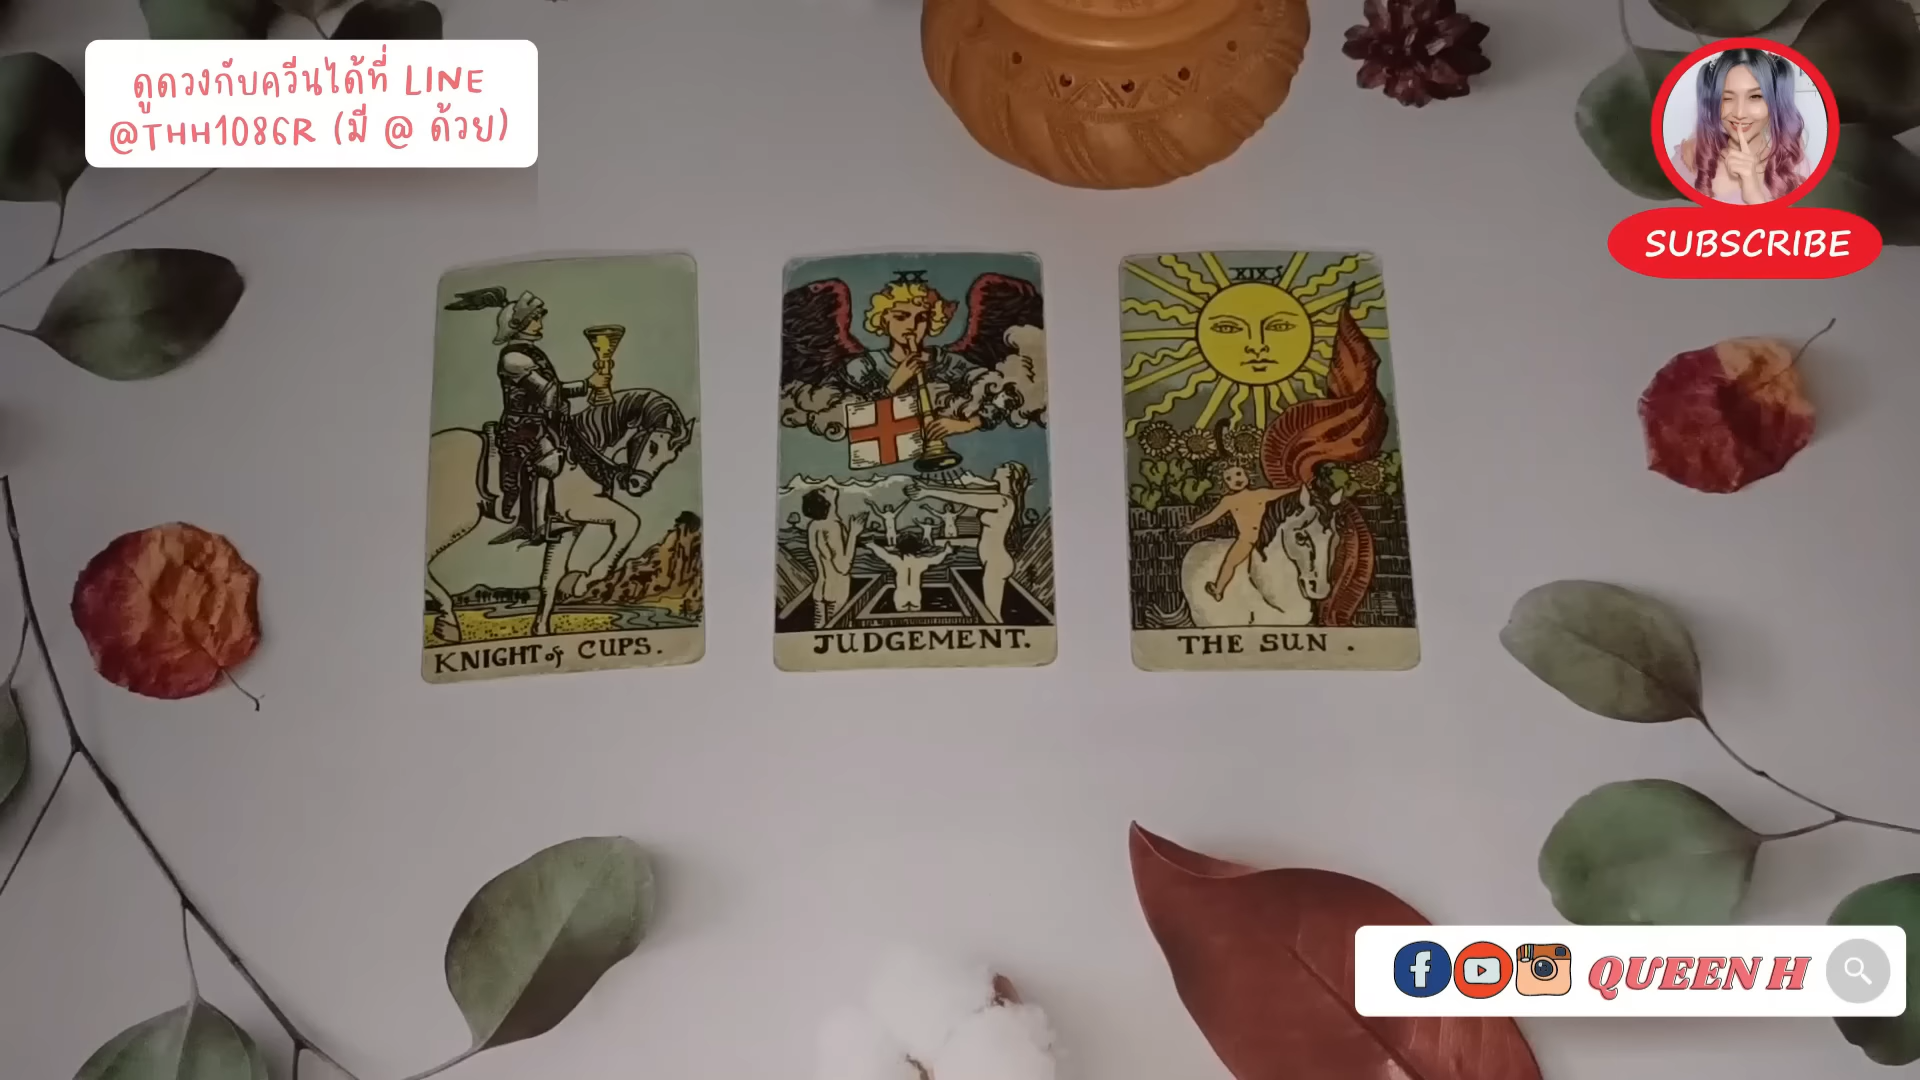 ดูดวงกับควีนได้ที่ LINE
@THH1086R (มี @ ด้วย)
SUBSCRIBE
XX
KNIGHT of CUPS.
JUDGEMENT.
THE SUN .
QUEEN H